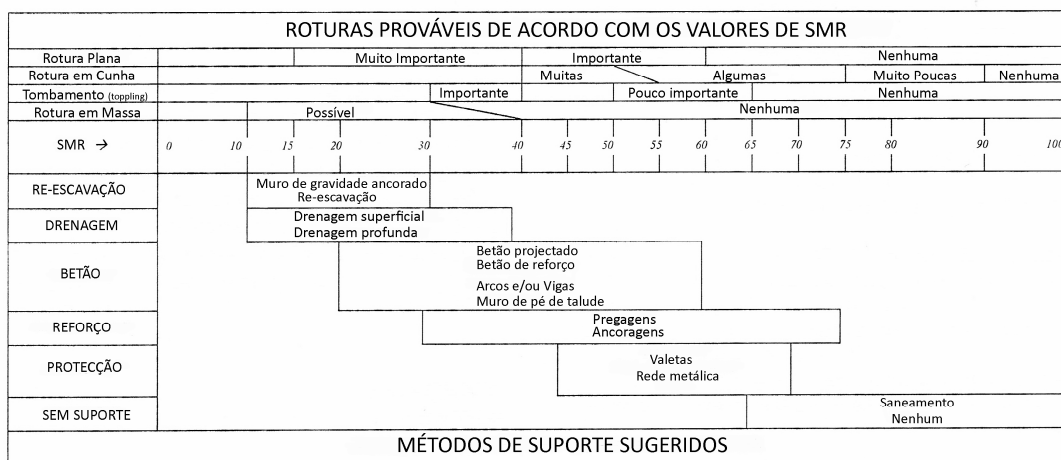 ROTURAS PROVÁVEIS DE ACORDO COM OS VALORES DE SMR
Rotura Plana Muito Importante Importante Nenhuma
Rotura em Cunha Muitas Algumas Muito Poucas Nenhuma
Tombamento (toppling) Importante Pouco importante Nenhuma
Rotura em Massa Possível Nenhuma
SMR → 0 10 15 20 30 40 45 50 55 60 65 70 75 80 90 100
RE-ESCAVAÇÃO
Muro de gravidade ancorado
Re-escavação
DRENAGEM
Drenagem superficial
Drenagem profunda
BETÃO
Betão projectado
Betão de reforço
Arcos e/ou Vigas
Muro de pé de talude
REFORÇO
Pregagens
Ancoragens
PROTECÇÃO
Valetas
Rede metálica
SEM SUPORTE
Saneamento
Nenhum
MÉTODOS DE SUPORTE SUGERIDOS